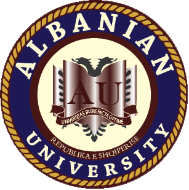 ALBANIAN
AU
REPUBLIKA E SHQIPERISE
UNIVERSITY